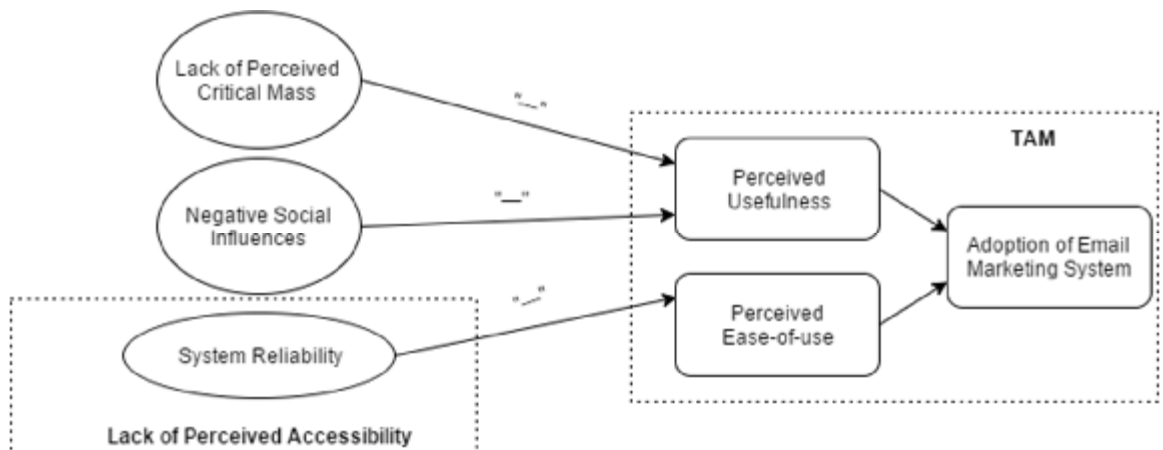 Lack of Perceived
Critical Mass
"—"
TAM
Perceived
Usefulness
Negative Social
Influences
"—"
Adoption of Email
Marketing System
"—"
Perceived
Ease-of-use
System Reliability
Lack of Perceived Accessibility